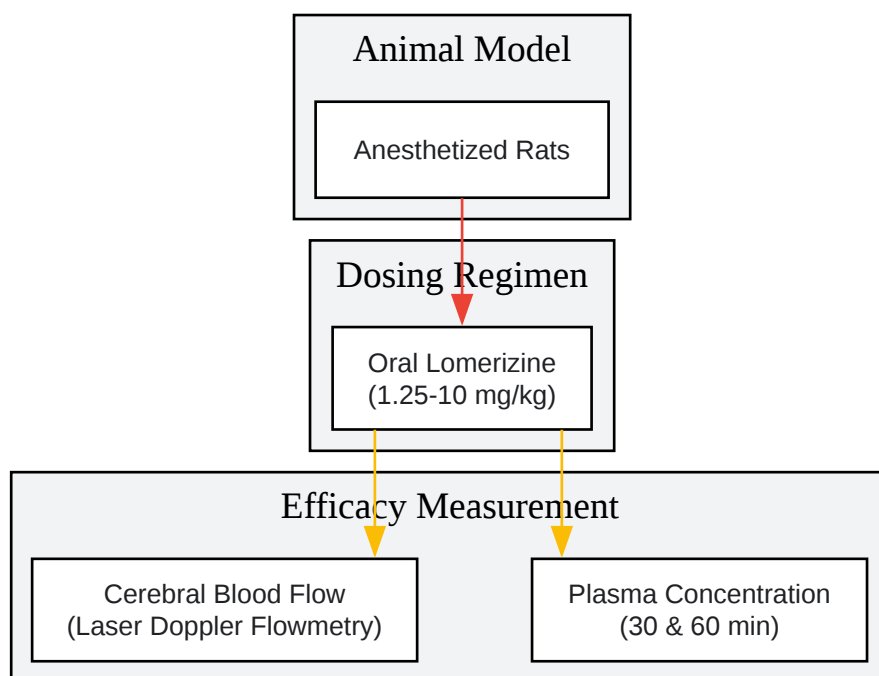 Animal Model
Anesthetized Rats
Dosing Regimen
Oral Lomerizine
(1.25-10 mg/kg)
Efficacy Measurement
Cerebral Blood Flow
(Laser Doppler Flowmetry)
Plasma Concentration
(30 & 60 min)